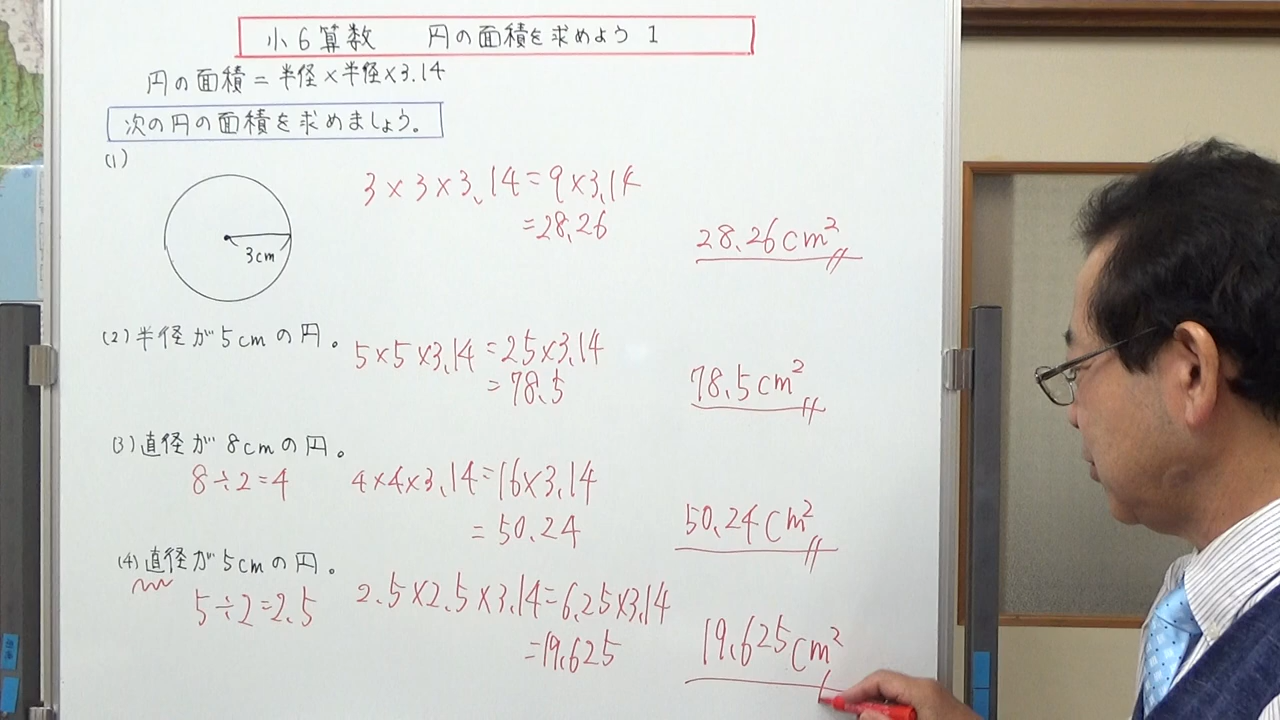 小6算数 円の面積を求めよう 1
円の面積=半径×半径×3.14
次の円の面積を求めましょう。
(1)
3cm
3×3×3.14=9×3.14
=28.26
28.26cm²
(2)半径が5cmの円。
5×5×3.14=25×3.14
=78.5
78.5cm²
(3)直径が8cmの円。
8÷2=4
4×4×3.14=16×3.14
=50.24
50.24cm²
(4)直径が5cmの円。
5÷2=2.5
2.5×2.5×3.14=6.25×3.14
=19.625
19.625cm²